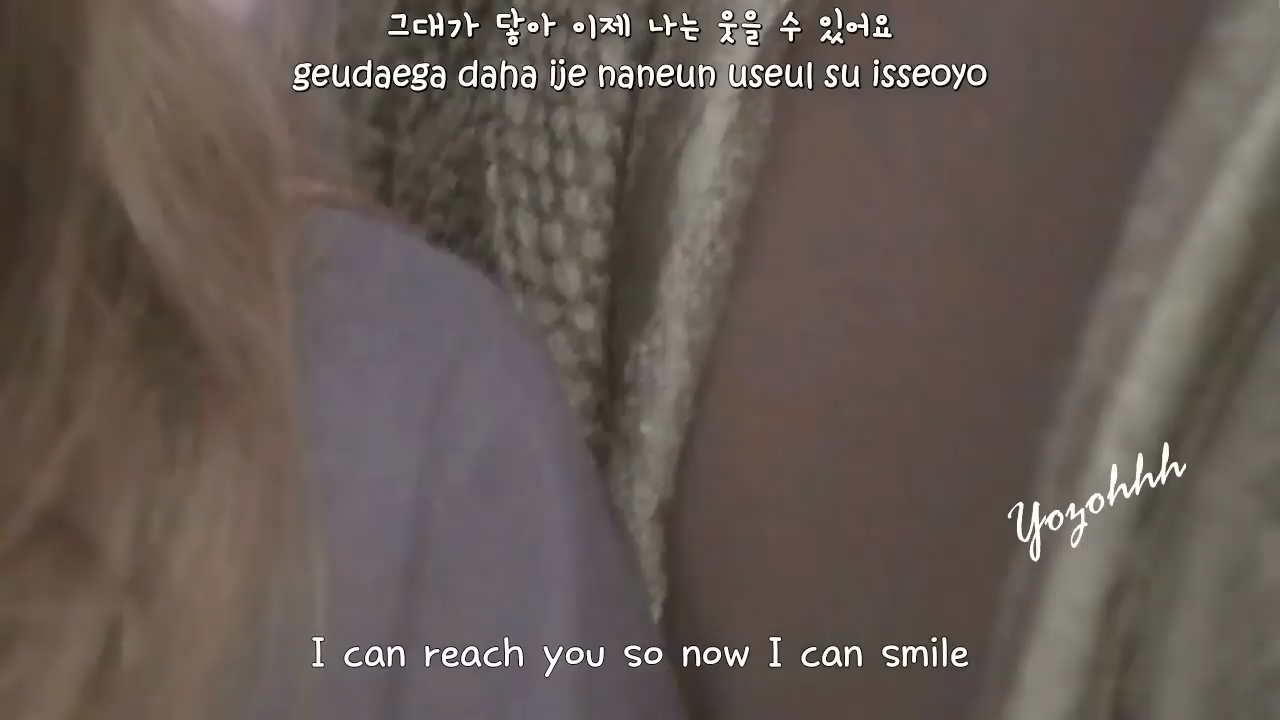 그대가 닿아 이제 나는 웃을 수 있어요
geudaega daha ije naneun useul su isseoyo
Yozohhh
I can reach you so now I can smile